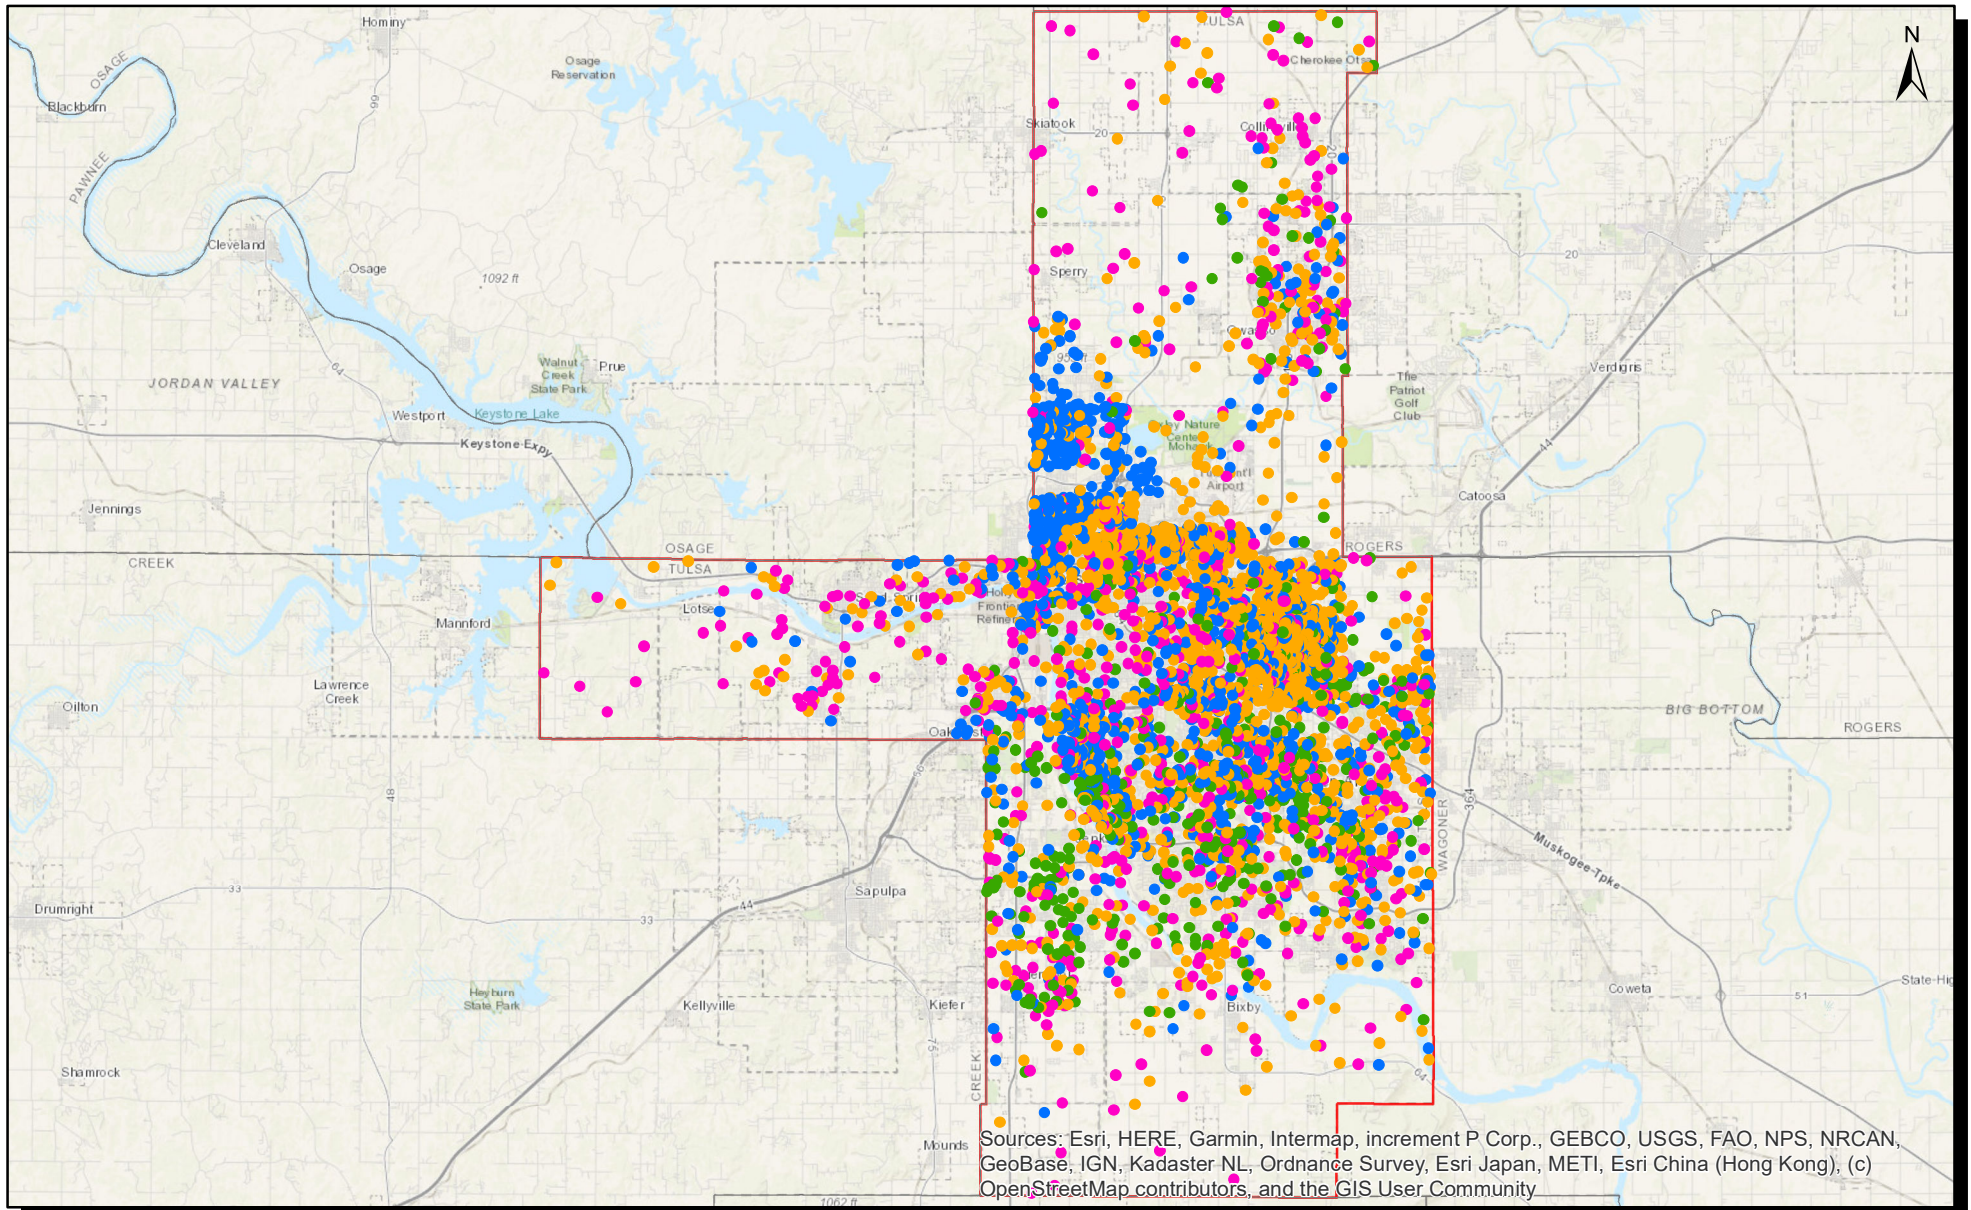 Hominy
TULSA
N
OSAGE
Osage
Reservation
Cherokee
Blackburn
66
Skiatook
20
20
PAWNEE
Cleveland
Osage
1092 ft
Sperry
20
Walnut
Creek
State Park
Prue
64
JORDAN VALLEY
Verdigris
The
Patriot
Golf
Club
Westport
Keystone Lake
Keystone Expy
44
Airport
Catoosa
Jennings
OSAGE
TULSA
ROGERS
CREEK
Mannford
Refiner
Lawrence
Creek
Oilton
BIG BOTTOM
ROGERS
48
364
WAGONER
Muskogee-Tpke
33
Drumright
Sapulpa
44
33
Heyburn
State Park
Kellyville
Kiefer
Bixby
Coweta
51
State-Hig
75
CREEK
64
Shamrock
Mounds
Sources: Esri, HERE, Garmin, Intermap, increment P Corp., GEBCO, USGS, FAO, NPS, NRCAN,
GeoBase, IGN, Kadaster NL, Ordnance Survey, Esri Japan, METI, Esri China (Hong Kong), (c)
OpenStreetMap contributors, and the GIS User Community
1062 ft